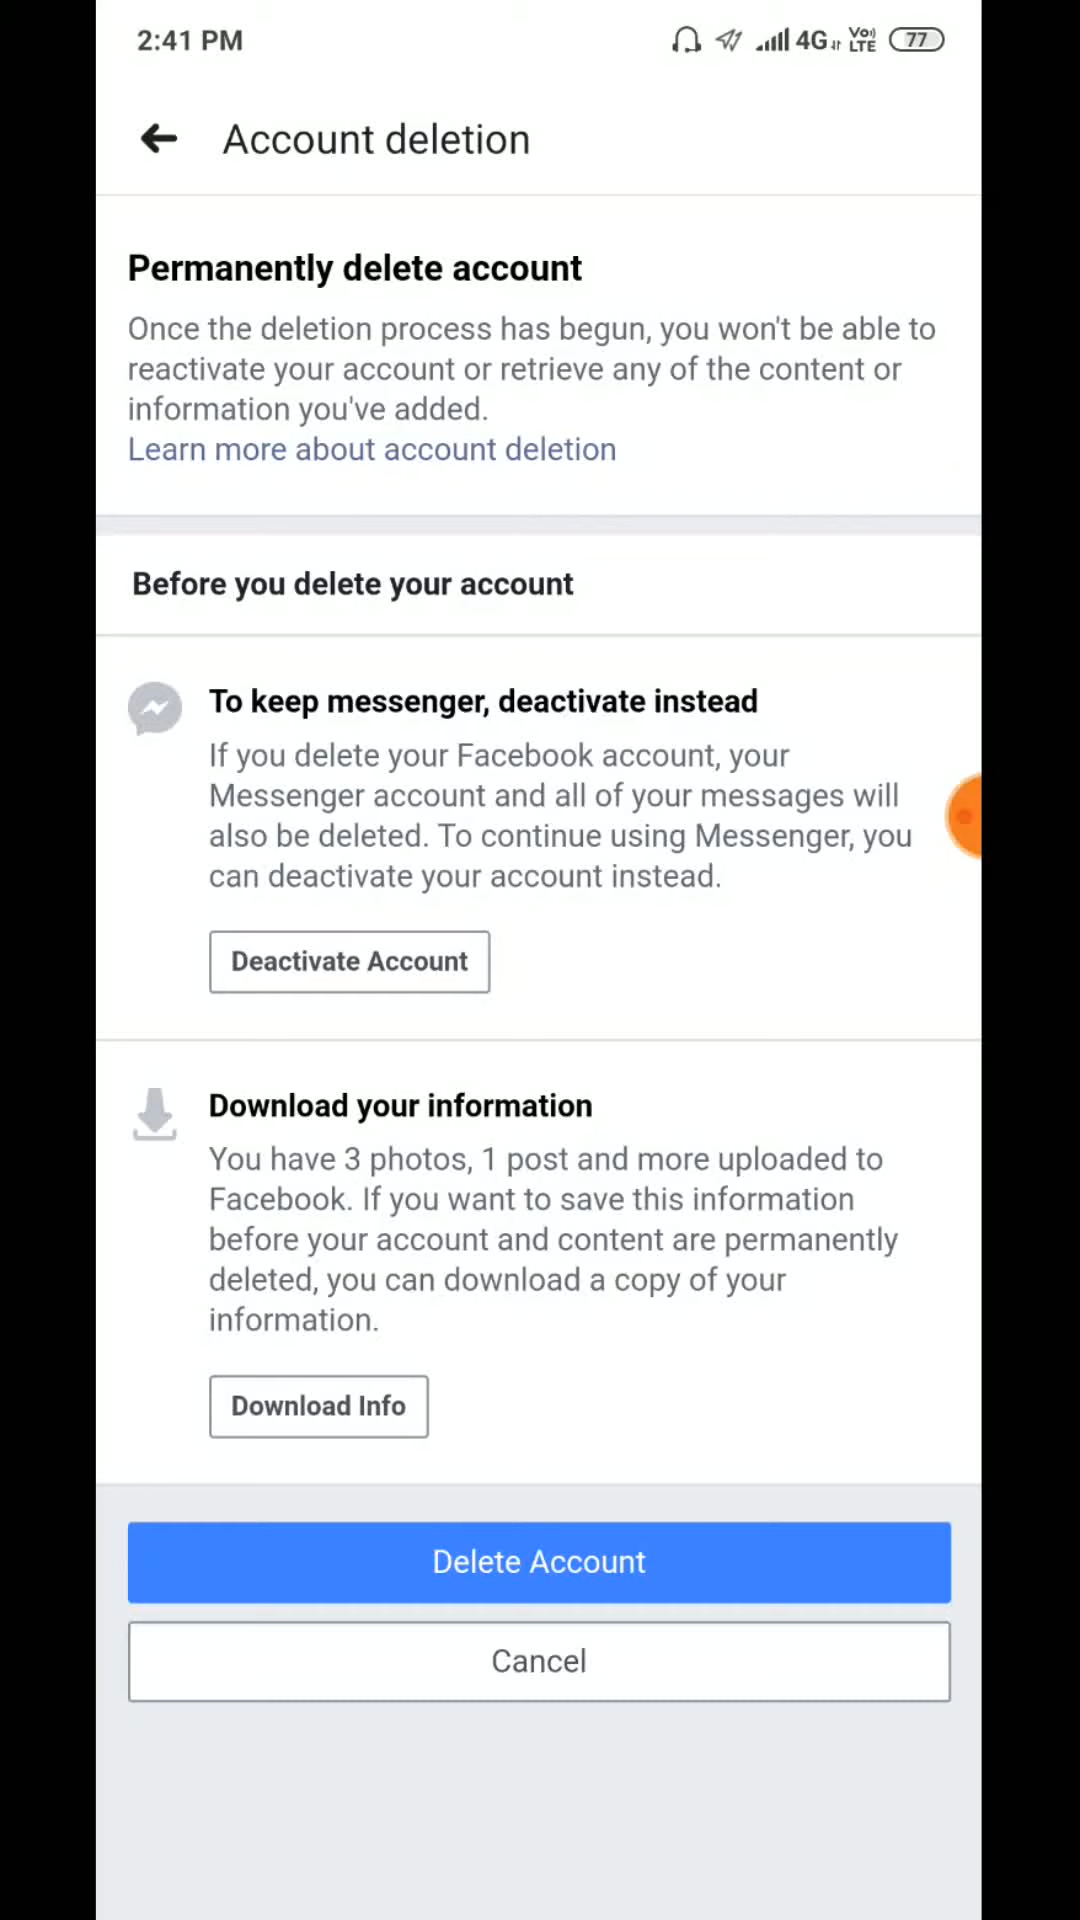 2:41 PM 4G Vo) LTE 77
Account deletion
Permanently delete account
Once the deletion process has begun, you won't be able to
reactivate your account or retrieve any of the content or
information you've added.
Learn more about account deletion
Before you delete your account
To keep messenger, deactivate instead
If you delete your Facebook account, your
Messenger account and all of your messages will
also be deleted. To continue using Messenger, you
can deactivate your account instead.
Deactivate Account
Download your information
You have 3 photos, 1 post and more uploaded to
Facebook. If you want to save this information
before your account and content are permanently
deleted, you can download a copy of your
information.
Download Info
Delete Account
Cancel